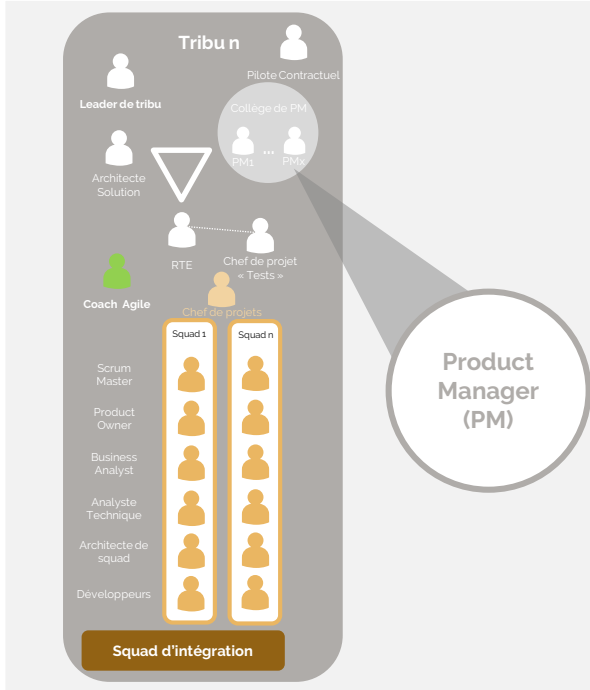 Tribu n
Pilote Contractuel
Leader de tribu
Collège de PM
PM1
...
PMx
Architecte
Solution
RTE
Chef de projet
« Tests »
Coach Agile
Chef de projets
Squad 1
Squad n
Scrum
Master
Product
Owner
Business
Analyst
Analyste
Technique
Architecte de
squad
Développeurs
Squad d'intégration
Product
Manager
(PM)